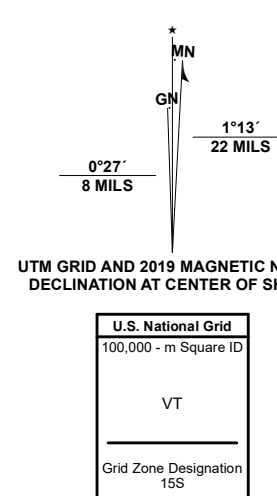 ★
MN
GN
1°13´
22 MILS
0°27´
8 MILS
UTM GRID AND 2019 MAGNETIC
DECLINATION AT CENTER OF
U.S. National Grid
100,000 - m Square ID
VT
Grid Zone Designation
15S